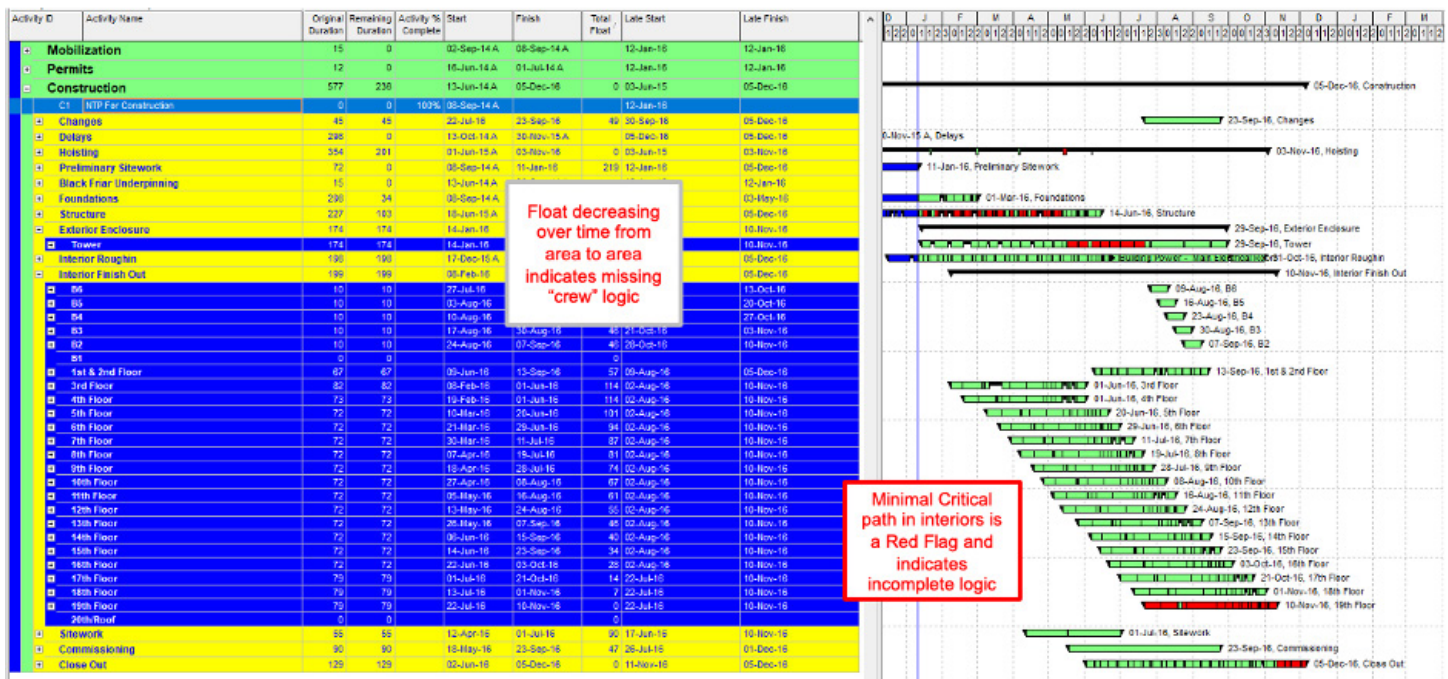 Activity ID Activity Name Original Duration Remaining Duration Activity % Complete Start Finish Total Float Late Start Late Finish
D J F M A M J J A S O N D J F M
Mobilization 15 0 02-Sep-14 A 08-Sep-14 A 12-Jan-16 12-Jan-16
Permits 12 0 16-Jun-14 A 01-Jul-14 A 12-Jan-16 12-Jan-16
Construction 577 238 13-Jun-14 A 05-Dec-16 0 03-Jun-15 05-Dec-16 05-Dec-16, Construction
C1 NTP For Construction 0 0 100% 08-Sep-14 A 12-Jan-16
Changes 45 45 22-Jul-16 23-Sep-16 49 30-Sep-16 05-Dec-16 23-Sep-16, Changes
Delays 298 0 13-Oct-14 A 30-Nov-15 A 05-Dec-16 05-Dec-16 0-Nov-15 A, Delays
Hoisting 354 201 01-Jun-15 A 03-Nov-16 0 03-Jun-15 03-Nov-16 03-Nov-16, Hoisting
Preliminary Sitework 72 0 08-Sep-14 A 11-Jan-16 219 12-Jan-16 05-Dec-16 11-Jan-16, Preliminary Sitework
Black Friar Underpinning 15 0 13-Jun-14 A 12-Jan-16
Foundations 298 34 08-Sep-14 A 03-May-16 01-Mar-16, Foundations
Structure 227 103 18-Jun-15 A 05-Dec-16 14-Jun-16, Structure
Exterior Enclosure 174 174 14-Jan-16 10-Nov-16 29-Sep-16, Exterior Enclosure
Tower 174 174 14-Jan-16 10-Nov-16 29-Sep-16, Tower
Interior Roughin 198 198 17-Dec-15 A 05-Dec-16 Building Power - Main Electrical 31-Oct-16, Interior Roughin
Interior Finish Out 199 199 08-Feb-16 05-Dec-16 10-Nov-16, Interior Finish Out
B6 10 10 27-Jul-16 13-Oct-16 09-Aug-16, B6
B5 10 10 03-Aug-16 20-Oct-16 16-Aug-16, B5
B4 10 10 10-Aug-16 27-Oct-16 23-Aug-16, B4
B3 10 10 17-Aug-16 30-Aug-16 46 21-Oct-16 03-Nov-16 30-Aug-16, B3
B2 10 10 24-Aug-16 07-Sep-16 46 28-Oct-16 10-Nov-16 07-Sep-16, B2
B1 0 0 0
1st & 2nd Floor 67 67 09-Jun-16 13-Sep-16 57 09-Aug-16 05-Dec-16 13-Sep-16, 1st & 2nd Floor
3rd Floor 82 82 08-Feb-16 01-Jun-16 114 02-Aug-16 10-Nov-16 01-Jun-16, 3rd Floor
4th Floor 73 73 19-Feb-16 01-Jun-16 114 02-Aug-16 10-Nov-16 01-Jun-16, 4th Floor
5th Floor 72 72 10-Mar-16 20-Jun-16 101 02-Aug-16 10-Nov-16 20-Jun-16, 5th Floor
6th Floor 72 72 21-Mar-16 29-Jun-16 94 02-Aug-16 10-Nov-16 29-Jun-16, 6th Floor
7th Floor 72 72 30-Mar-16 11-Jul-16 87 02-Aug-16 10-Nov-16 11-Jul-16, 7th Floor
8th Floor 72 72 07-Apr-16 19-Jul-16 81 02-Aug-16 10-Nov-16 19-Jul-16, 8th Floor
9th Floor 72 72 18-Apr-16 28-Jul-16 74 02-Aug-16 10-Nov-16 28-Jul-16, 9th Floor
10th Floor 72 72 27-Apr-16 08-Aug-16 67 02-Aug-16 10-Nov-16 08-Aug-16, 10th Floor
11th Floor 72 72 05-May-16 16-Aug-16 61 02-Aug-16 10-Nov-16 16-Aug-16, 11th Floor
12th Floor 72 72 13-May-16 24-Aug-16 55 02-Aug-16 10-Nov-16 24-Aug-16, 12th Floor
13th Floor 72 72 26-May-16 07-Sep-16 46 02-Aug-16 10-Nov-16 07-Sep-16, 13th Floor
14th Floor 72 72 06-Jun-16 15-Sep-16 40 02-Aug-16 10-Nov-16 15-Sep-16, 14th Floor
15th Floor 72 72 14-Jun-16 23-Sep-16 34 02-Aug-16 10-Nov-16 23-Sep-16, 15th Floor
16th Floor 72 72 22-Jun-16 03-Oct-16 28 02-Aug-16 10-Nov-16 03-Oct-16, 16th Floor
17th Floor 79 79 01-Jul-16 21-Oct-16 14 22-Jul-16 10-Nov-16 21-Oct-16, 17th Floor
18th Floor 79 79 13-Jul-16 01-Nov-16 7 22-Jul-16 10-Nov-16 01-Nov-16, 18th Floor
19th Floor 79 79 22-Jul-16 10-Nov-16 0 22-Jul-16 10-Nov-16 10-Nov-16, 19th Floor
20th/Roof 0 0 0
Sitework 55 55 12-Apr-16 01-Jul-16 90 17-Jun-16 10-Nov-16 01-Jul-16, Sitework
Commissioning 90 90 18-May-16 23-Sep-16 47 26-Jul-16 01-Dec-16 23-Sep-16, Commissioning
Close Out 129 129 02-Jun-16 05-Dec-16 0 11-Nov-16 05-Dec-16 05-Dec-16, Close Out
Float decreasing
over time from
area to area
indicates missing
“crew” logic
Minimal Critical
path in interiors is
a Red Flag and
indicates
incomplete logic